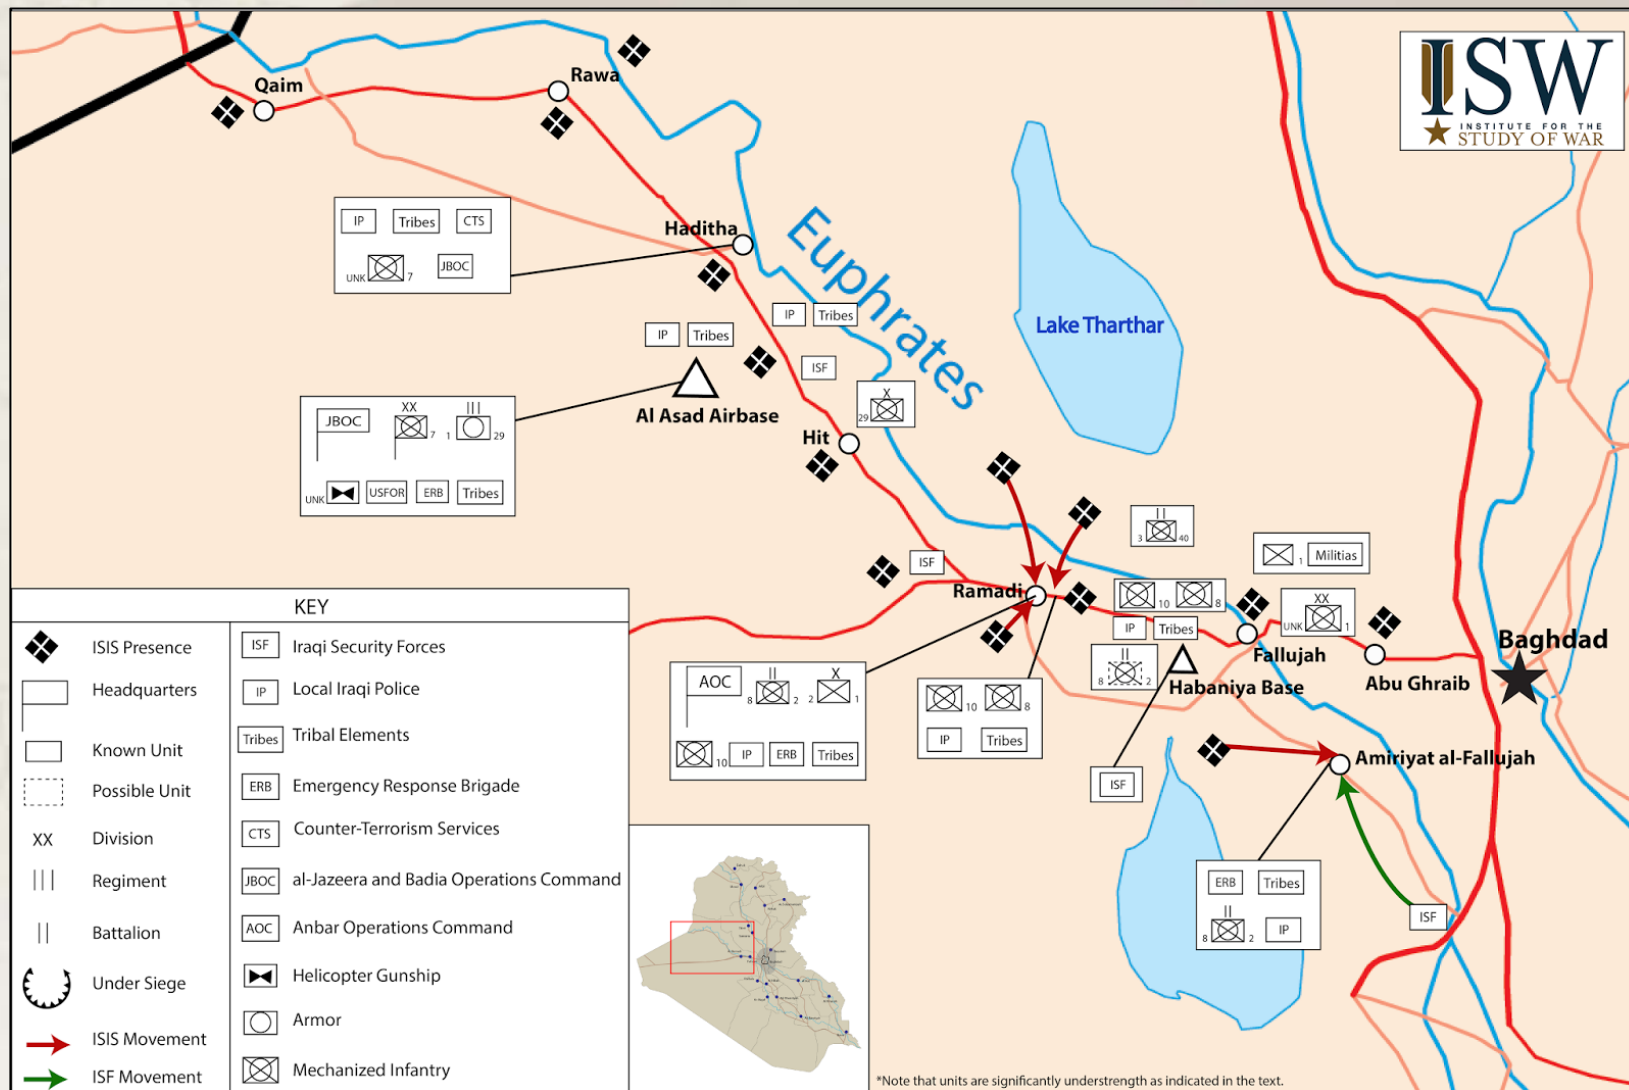 ISW
INSTITUTE FOR THE
STUDY OF WAR
Qaim
Rawa
IP Tribes CTS
UNK 7 JBOC
Haditha
Euphrates
Lake Tharthar
IP Tribes
IP Tribes
ISF
Al Asad Airbase
JBOC XX 7 1 III 29
UNK USFOR ERB Tribes
X
29
Hit
II
3 40
1 Militias
ISF
Ramadi
10 8
IP Tribes
XX
UNK 1
II
8 2
Fallujah
Habaniya Base
Abu Ghraib
Baghdad
AOC II 8 2 X 2 1
10 IP ERB Tribes
10 8
IP Tribes
ISF
Amiriyat al-Fallujah
ERB Tribes
II
8 2 IP
ISF
KEY
ISIS Presence
Headquarters
Known Unit
Possible Unit
XX Division
III Regiment
II Battalion
Under Siege
ISIS Movement
ISF Movement
ISF Iraqi Security Forces
IP Local Iraqi Police
Tribes Tribal Elements
ERB Emergency Response Brigade
CTS Counter-Terrorism Services
JBOC al-Jazeera and Badia Operations Command
AOC Anbar Operations Command
Helicopter Gunship
Armor
Mechanized Infantry
*Note that units are significantly understrength as indicated in the text.